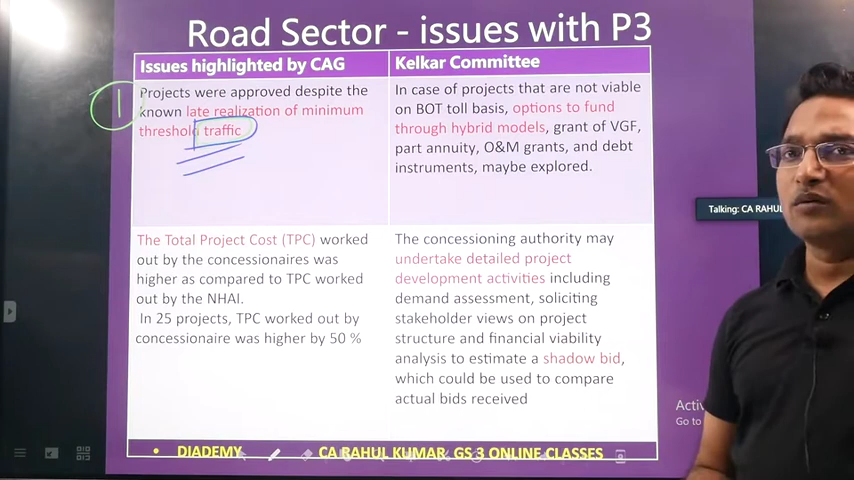 Road Sector - issues with P3
Issues highlighted by CAG
Kelkar Committee
1
Projects were approved despite the
known late realization of minimum
threshold traffic
In case of projects that are not viable
on BOT toll basis, options to fund
through hybrid models, grant of VGF,
part annuity, O&M grants, and debt
instruments, maybe explored.
The Total Project Cost (TPC) worked
out by the concessionaires was
higher as compared to TPC worked
out by the NHAI.
In 25 projects, TPC worked out by
concessionaire was higher by 50 %
The concessioning authority may
undertake detailed project
development activities including
demand assessment, soliciting
stakeholder views on project
structure and financial viability
analysis to estimate a shadow bid,
which could be used to compare
actual bids received
Talking: CA RAHUL
Activ
Go to
• DIADEMY CA RAHUL KUMAR GS 3 ONLINE CLASSES